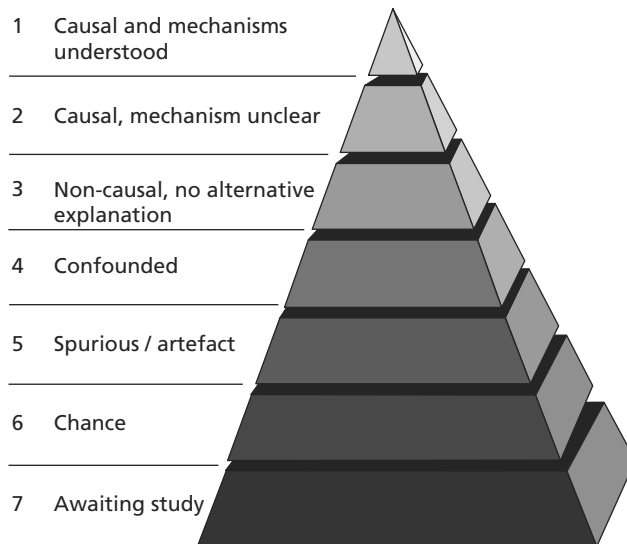 1 Causal and mechanisms
understood
2 Causal, mechanism unclear
3 Non-causal, no alternative
explanation
4 Confounded
5 Spurious / artefact
6 Chance
7 Awaiting study